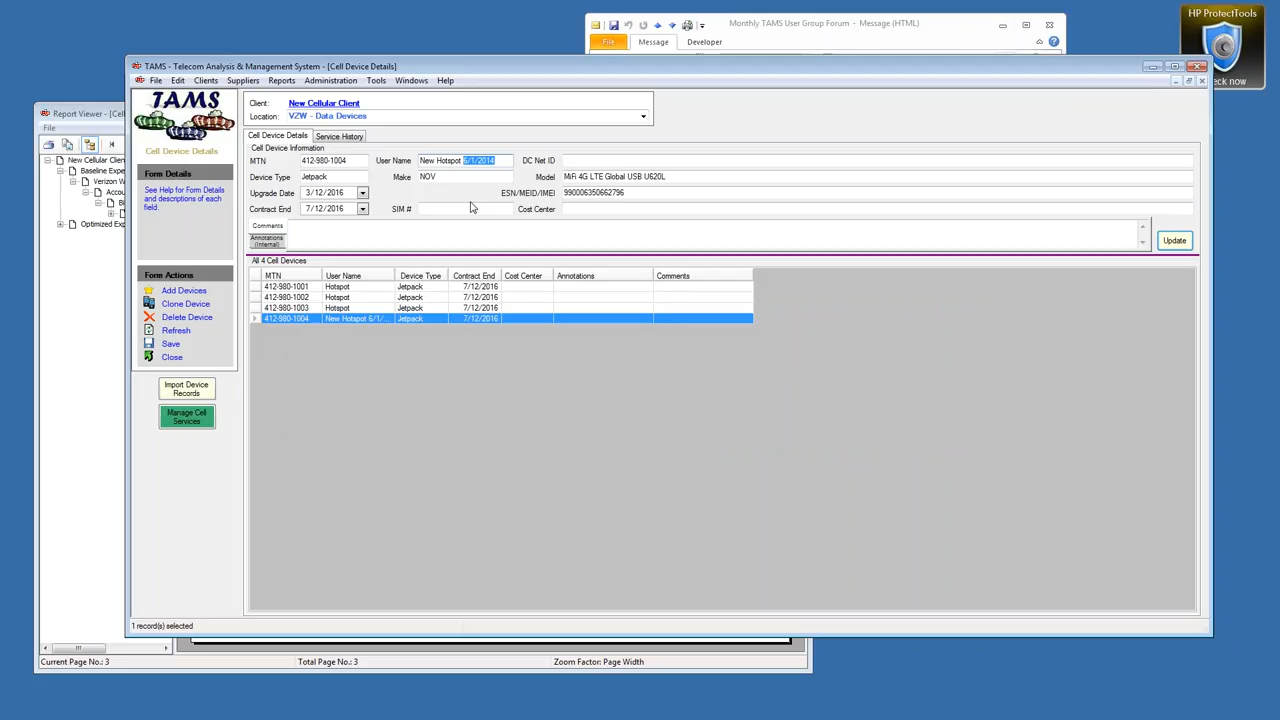 HP ProtectTools
Monthly TAMS User Group Forum - Message (HTML)
File Message Developer
TAMS - Telecom Analysis & Management System - [Cell Device Details]
File Edit Clients Suppliers Reports Administration Tools Windows Help
eck now
TAMS
Cell Device Details
Client: New Cellular Client
Location: VZW - Data Devices
Report Viewer - [Cell
File
Cell Device Details Service History
Cell Device Information
MTN 412-980-1004 User Name New Hotspot 6/1/2014 DC Net ID
Device Type Jetpack Make NOV Model MiFi 4G LTE Global USB U620L
Upgrade Date 3/12/2016 ESN/MEID/IMEI 990006350662796
Contract End 7/12/2016 SIM # Cost Center
Comments
Annotations
(Internal)
Update
New Cellular Client
Baseline Expe
Verizon W
Accou
Bl
Optimized Exp
Form Details
See Help for Form Details
and descriptions of each
field.
All 4 Cell Devices
MTN User Name Device Type Contract End Cost Center Annotations Comments
412-980-1001 Hotspot Jetpack 7/12/2016
412-980-1002 Hotspot Jetpack 7/12/2016
412-980-1003 Hotspot Jetpack 7/12/2016
412-980-1004 New Hotspot 6/1/... Jetpack 7/12/2016
Form Actions
Add Devices
Clone Device
Delete Device
Refresh
Save
Close
Import Device
Records
Manage Cell
Services
1 record(s) selected
Current Page No.: 3 Total Page No.: 3 Zoom Factor: Page Width